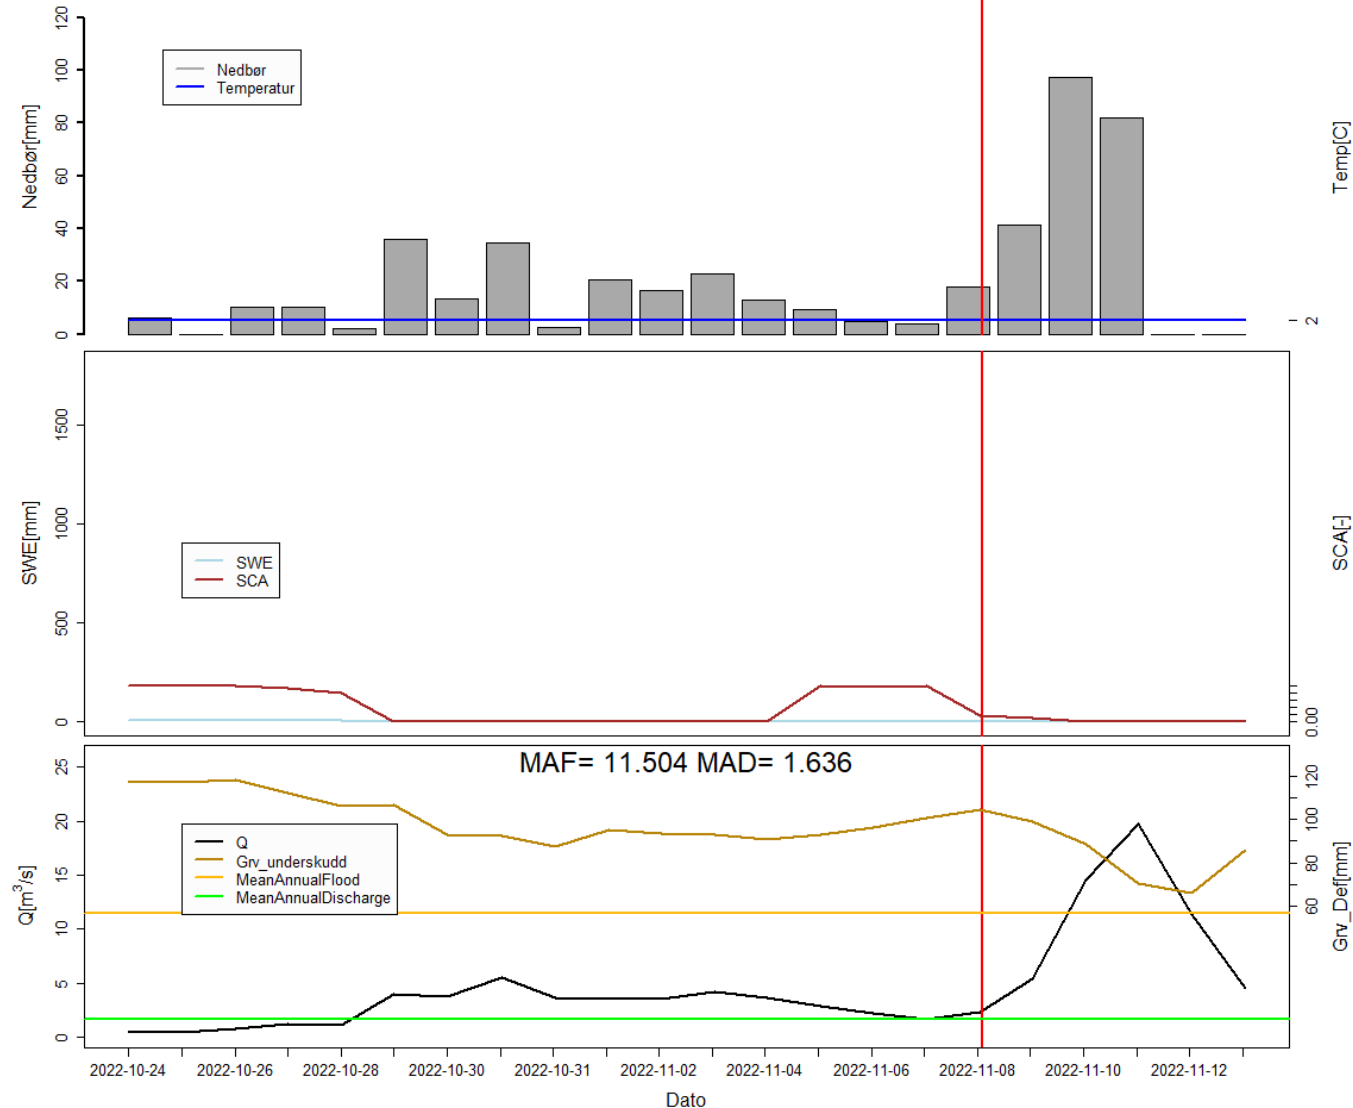 120
100
80
60
40
20
0
Nedbør[mm]
Nedbør
Temperatur
Temp[C]
2
1500
1000
500
0
SWE[mm]
SWE
SCA
SCA[-]
0.00
MAF= 11.504 MAD= 1.636
25
20
15
10
5
0
Q[m³/s]
Q
Grv_underskudd
MeanAnnualFlood
MeanAnnualDischarge
120
100
80
60
Grv_Def[mm]
2022-10-24 2022-10-26 2022-10-28 2022-10-30 2022-10-31 2022-11-02 2022-11-04 2022-11-06 2022-11-08 2022-11-10 2022-11-12
Dato